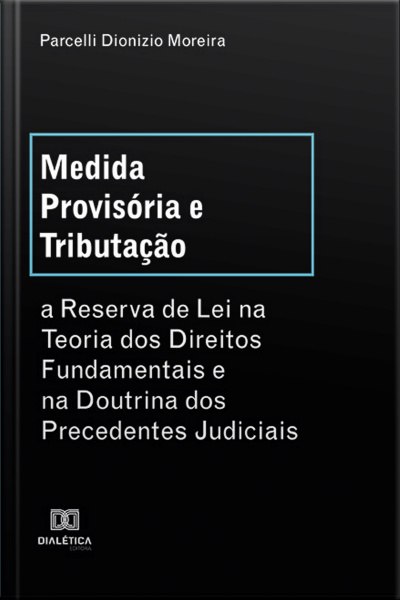 Parcelli Dionizio Moreira
Medida
Provisória e
Tributação
a Reserva de Lei na
Teoria dos Direitos
Fundamentais e
na Doutrina dos
Precedentes Judiciais
DIALÉTICA
EDITORA